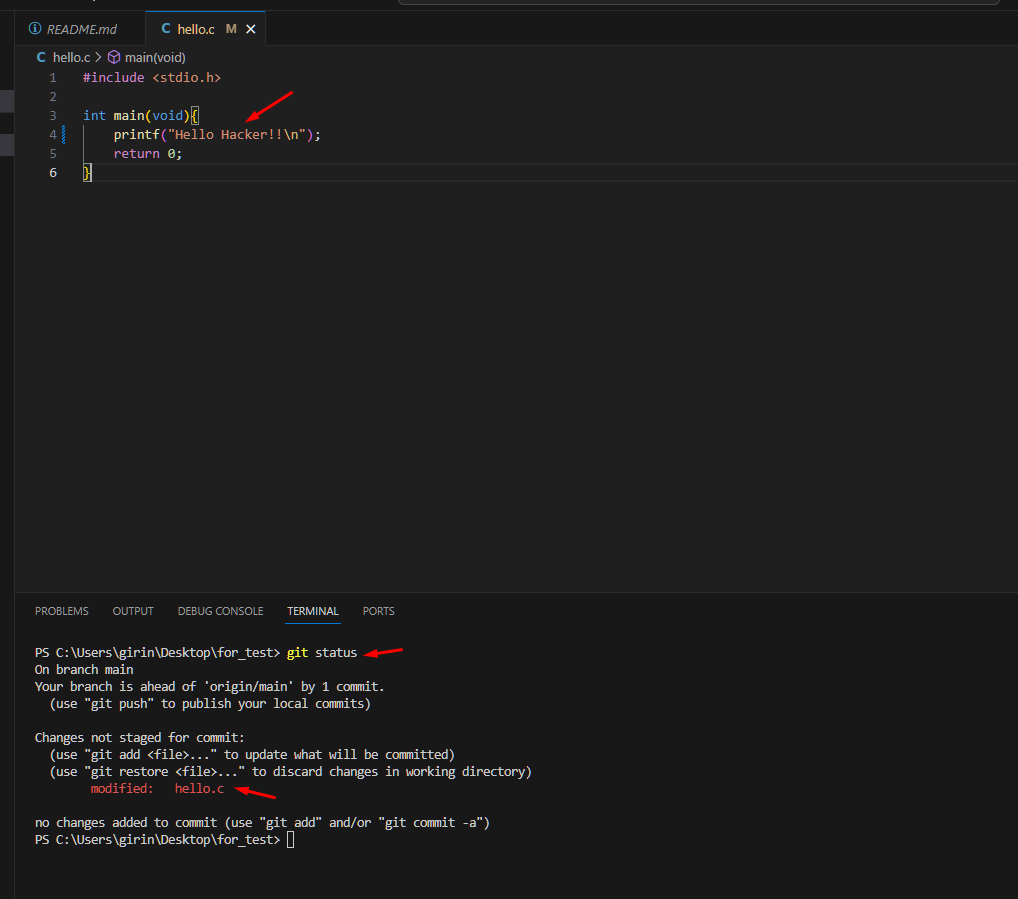 README.md
C hello.c M
C hello.c > main(void)
1 #include <stdio.h>
2
3 int main(void){
4     printf("Hello Hacker!!\n");
5     return 0;
6 }
PROBLEMS OUTPUT DEBUG CONSOLE TERMINAL PORTS
PS C:\Users\girin\Desktop\for_test> git status
On branch main
Your branch is ahead of 'origin/main' by 1 commit.
  (use "git push" to publish your local commits)
Changes not staged for commit:
  (use "git add <file>..." to update what will be committed)
  (use "git restore <file>..." to discard changes in working directory)
        modified:   hello.c
no changes added to commit (use "git add" and/or "git commit -a")
PS C:\Users\girin\Desktop\for_test>